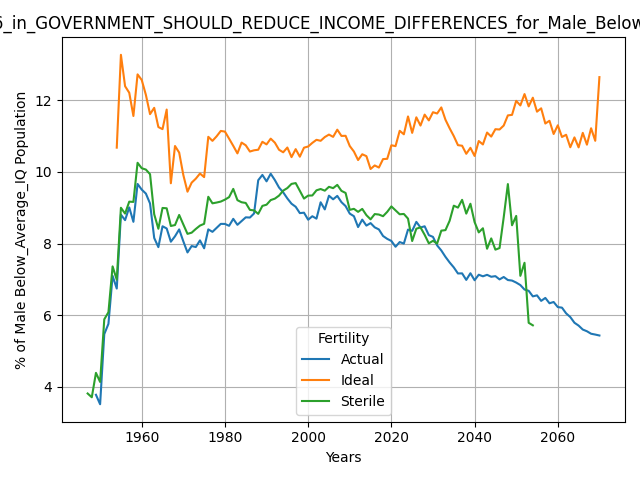 _in_GOVERNMENT_SHOULD_REDUCE_INCOME_DIFFERENCES_for_Male_Below
% of Male Below_Average_IQ Population
12
10
8
6
4
Fertility
Actual
Ideal
Sterile
1960
1980
2000
2020
2040
2060
Years